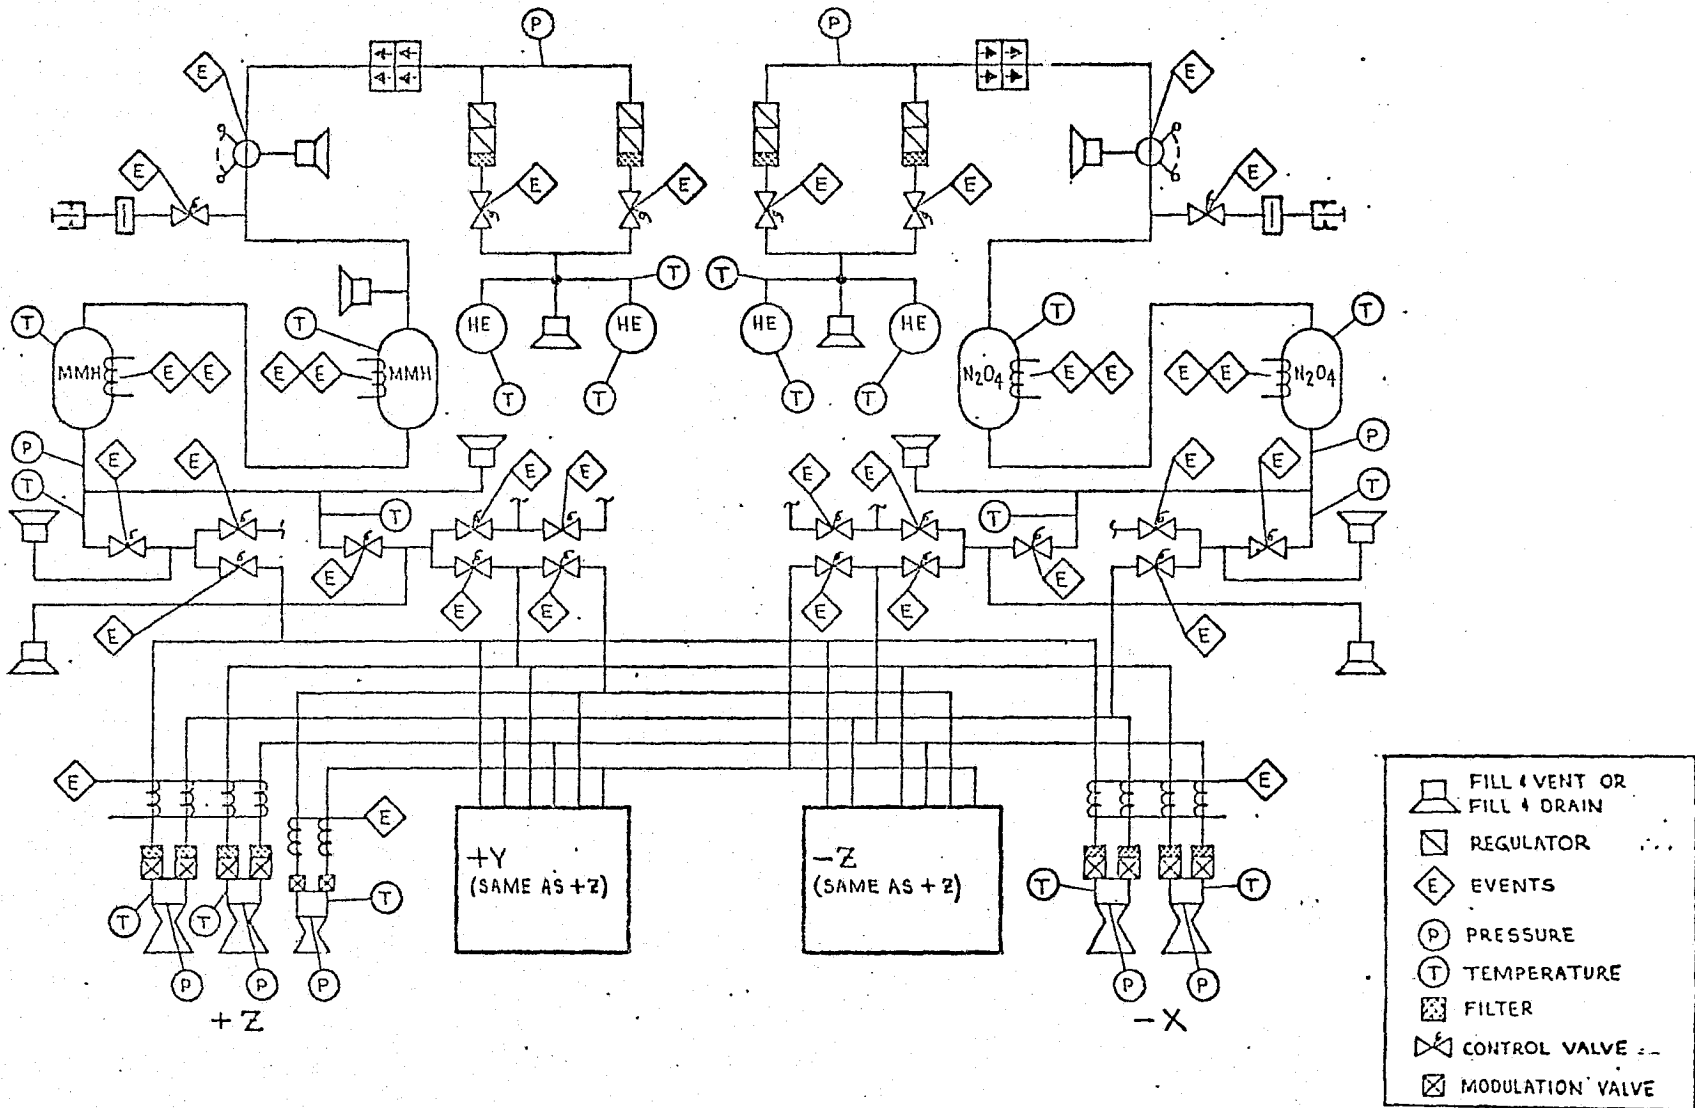 P P
E E
E E E E E E
T T
T T HE HE HE HE T T
MMH E E E E MMH N2O4 E E E E N2O4
T T T T
P P
E E E E E E E E
T T T T
E E
E E E E
E E
E E
E E
+Y -Z
(SAME AS +Z) (SAME AS +Z)
T T T T T
P P P P P
+Z -X
FILL & VENT OR
FILL & DRAIN
REGULATOR
E EVENTS
P PRESSURE
T TEMPERATURE
FILTER
CONTROL VALVE
MODULATION VALVE